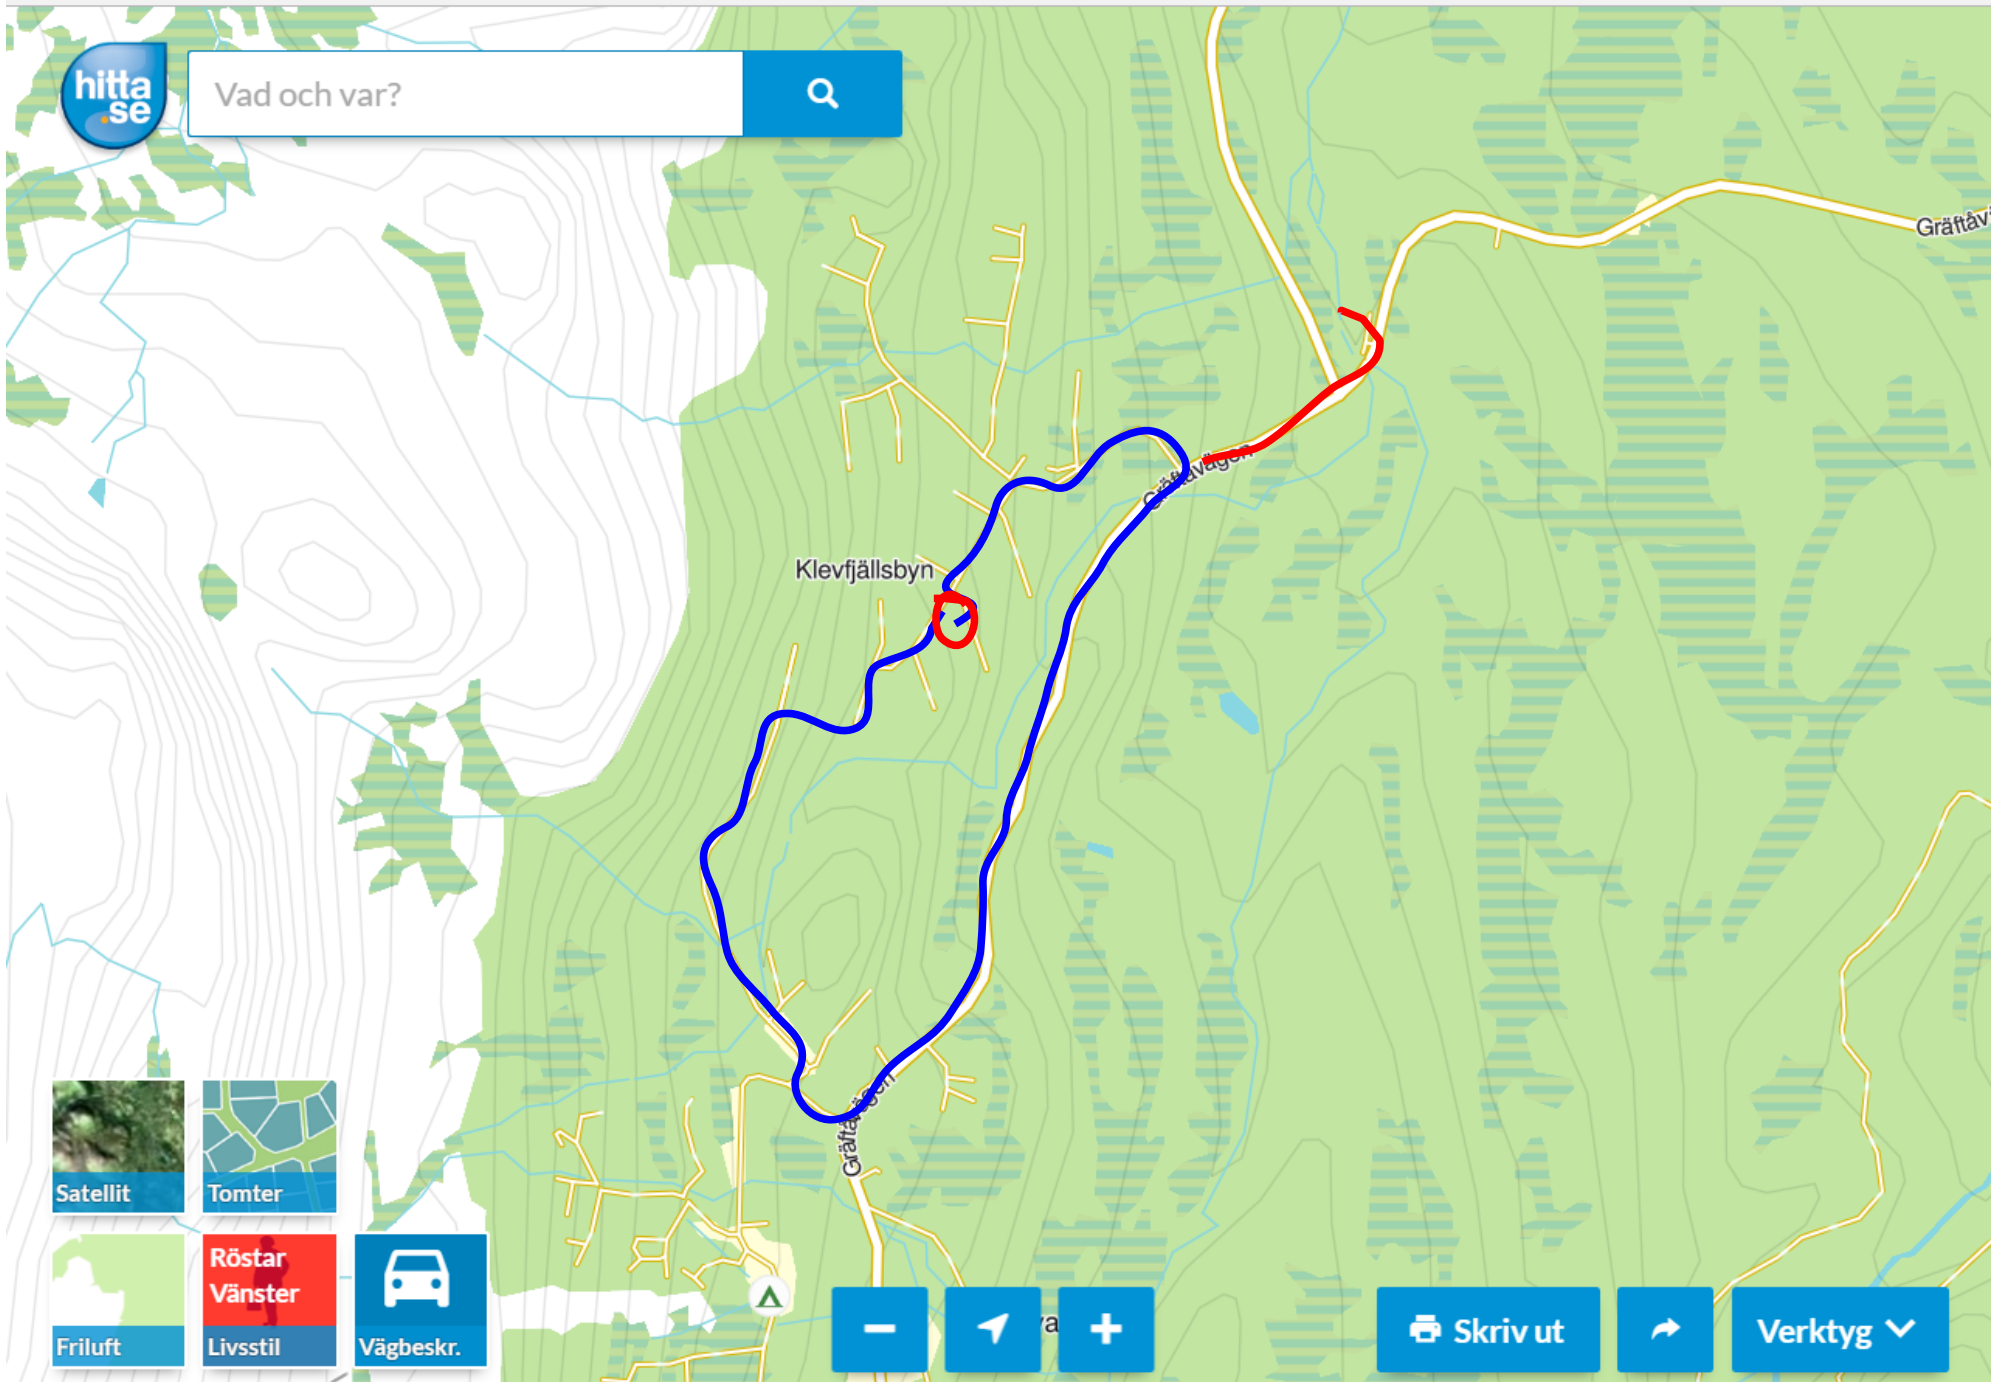 hitta
.se
Vad och var?
Gräftåv
Gräftåvägen
Klevfjällsbyn
Gräftåvägen
Satellit
Tomter
Röstar
Vänster
Friluft
Livsstil
Vägbeskr.
va
Skriv ut
Verktyg